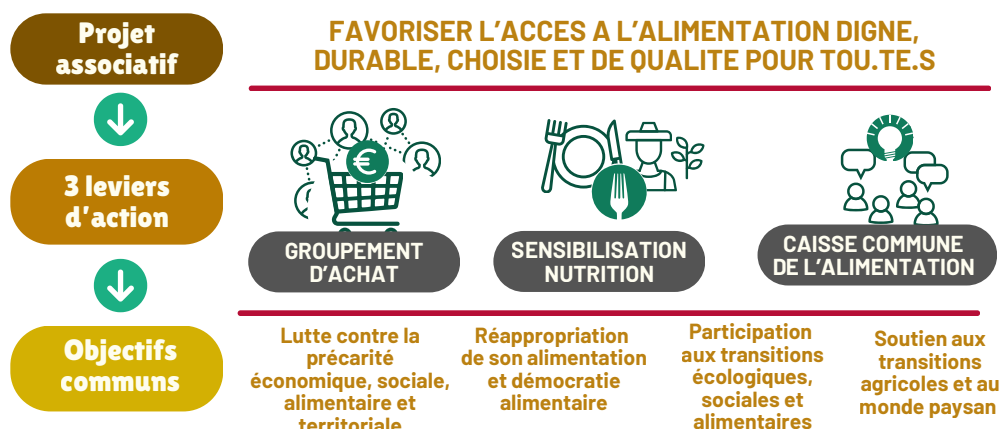 Projet
associatif
FAVORISER L'ACCES A L'ALIMENTATION DIGNE,
DURABLE, CHOISIE ET DE QUALITE POUR TOU.TE.S
3 leviers
d'action
€
GROUPEMENT
D'ACHAT
SENSIBILISATION
NUTRITION
CAISSE COMMUNE
DE L'ALIMENTATION
Objectifs
communs
Lutte contre la
précarité
économique, sociale,
alimentaire et
territoriale
Réappropriation
de son alimentation
et démocratie
alimentaire
Participation
aux transitions
écologiques,
sociales et
alimentaires
Soutien aux
transitions
agricoles et au
monde paysan